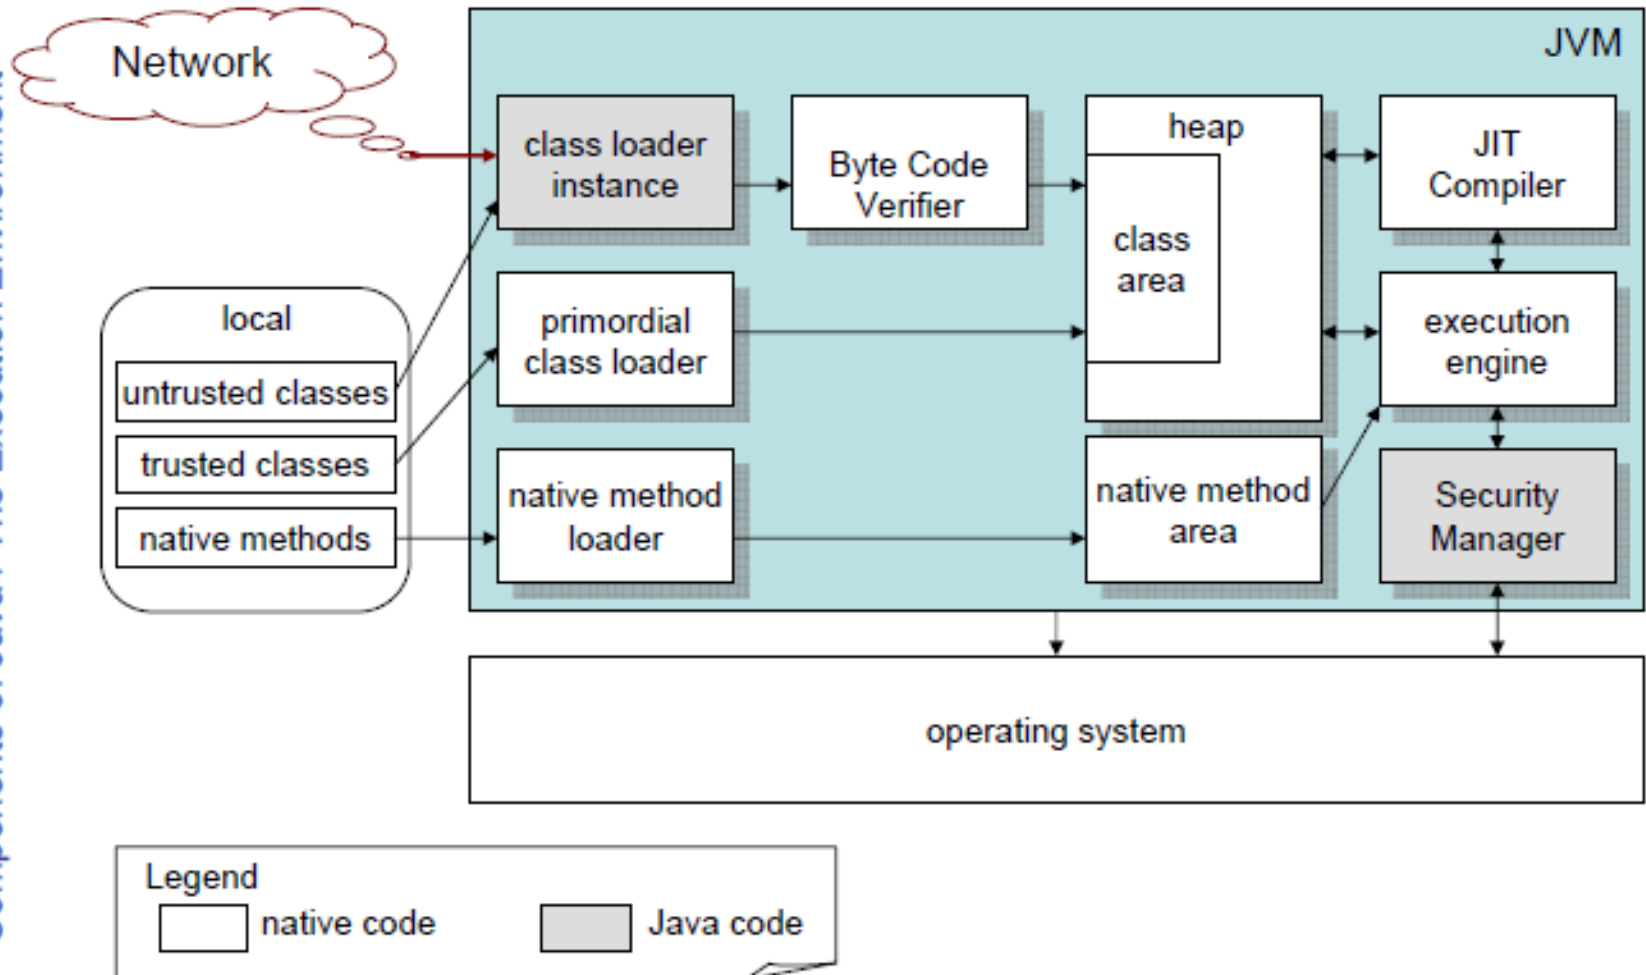 Network
JVM
class loader
instance
Byte Code
Verifier
heap
class
area
JIT
Compiler
local
untrusted classes
trusted classes
native methods
primordial
class loader
execution
engine
native method
loader
native method
area
Security
Manager
operating system
Legend
native code
Java code